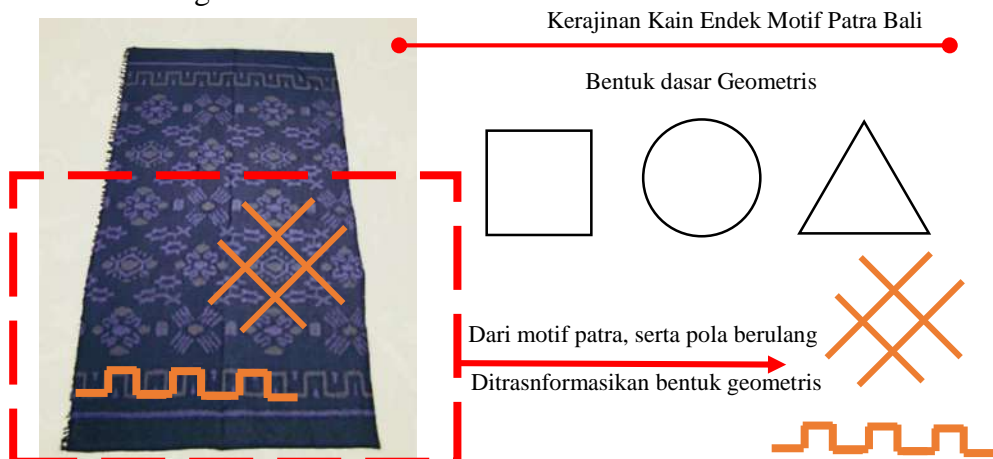 Kerajinan Kain Endek Motif Patra Bali
Bentuk dasar Geometris
Dari motif patra, serta pola berulang
Ditrasnformasikan bentuk geometris